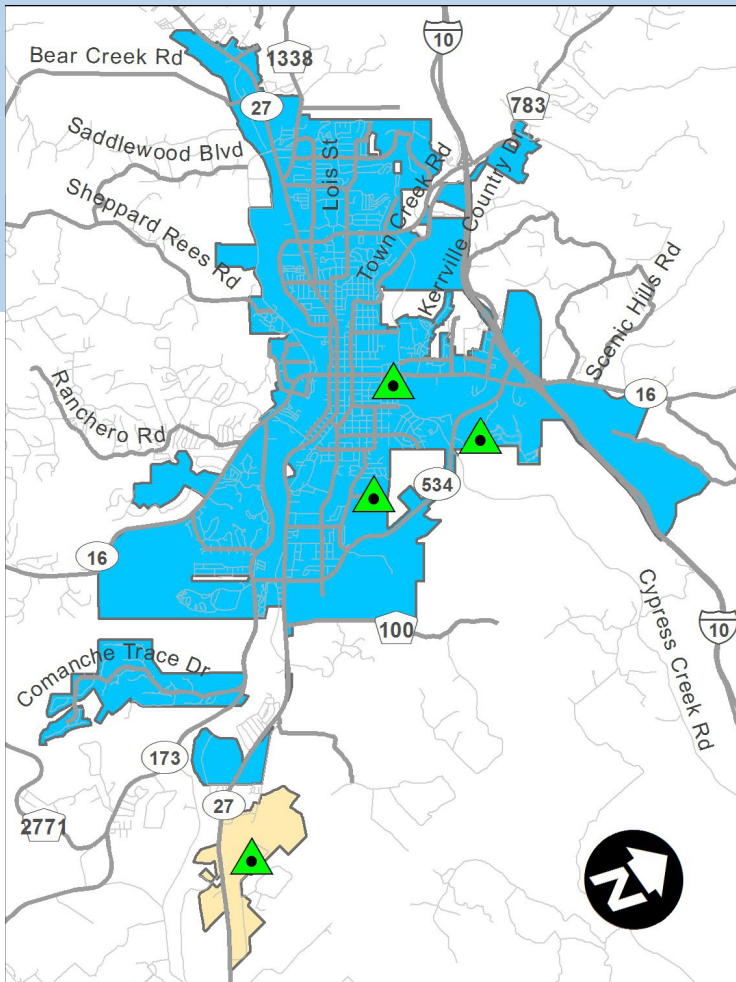 10
Bear Creek Rd
1338
27
783
Saddlewood Blvd
Lois St
Town Creek Rd
Kerrville Country Dr
Sheppard Rees Rd
Scenic Hills Rd
16
Ranchero Rd
534
16
Cypress Creek Rd
100
10
Comanche Trace Dr
173
27
2771
N